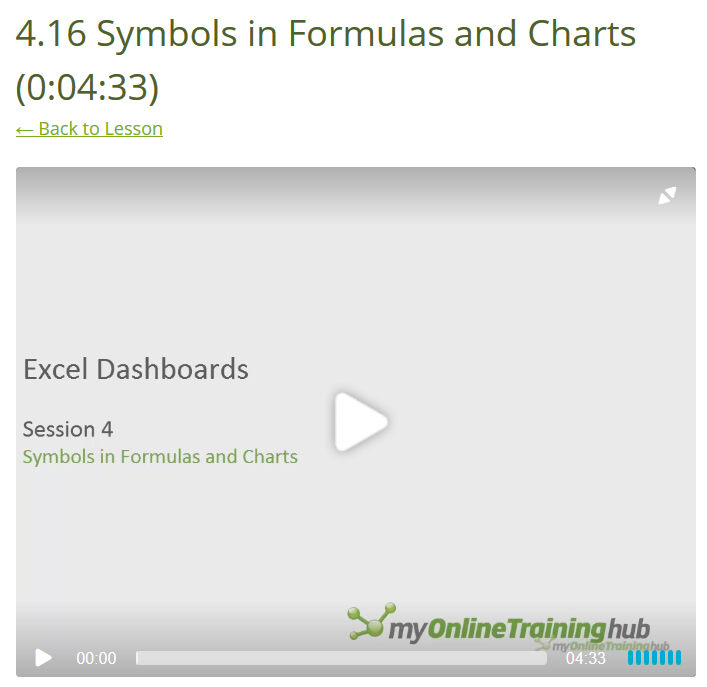 4.16 Symbols in Formulas and Charts
(0:04:33)
← Back to Lesson
Excel Dashboards
Session 4
Symbols in Formulas and Charts
myOnlineTraininghub
myOnlineTraininghub
00:00
04:33